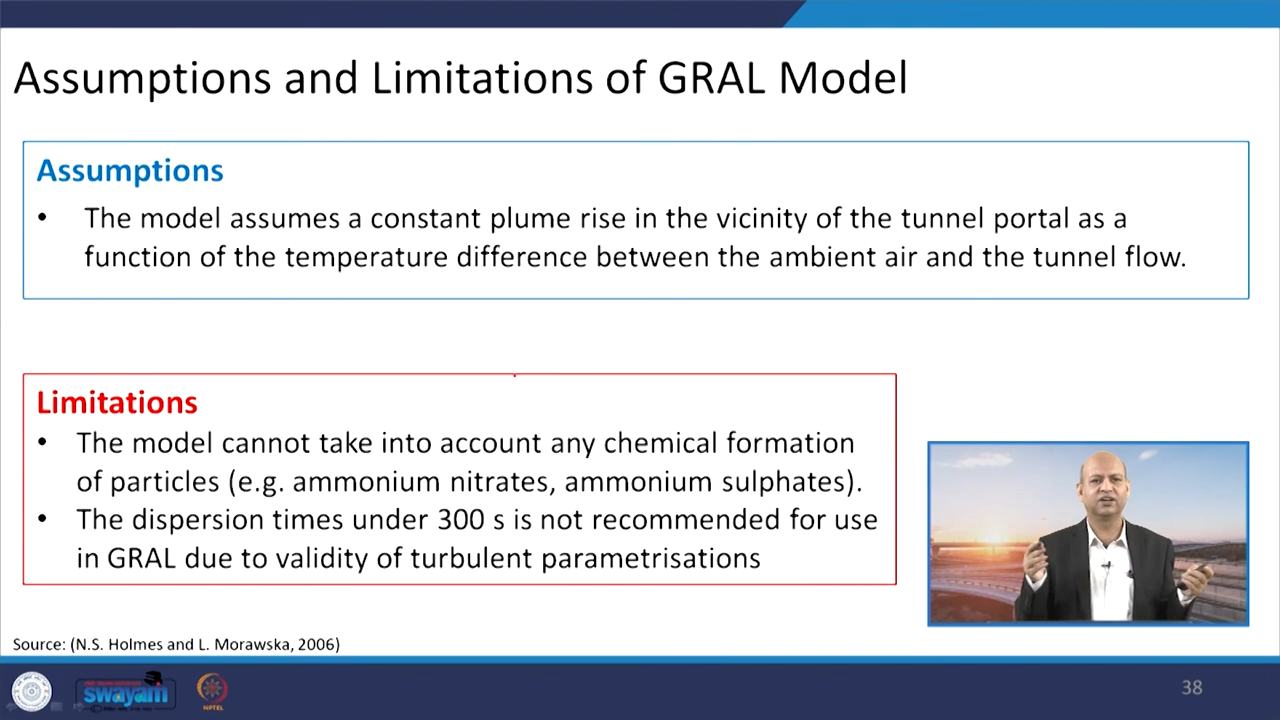 Assumptions and Limitations of GRAL Model
Assumptions
• The model assumes a constant plume rise in the vicinity of the tunnel portal as a
function of the temperature difference between the ambient air and the tunnel flow.
Limitations
• The model cannot take into account any chemical formation
of particles (e.g. ammonium nitrates, ammonium sulphates).
• The dispersion times under 300 s is not recommended for use
in GRAL due to validity of turbulent parametrisations
Source: (N.S. Holmes and L. Morawska, 2006)
swayam
NPTEL
38